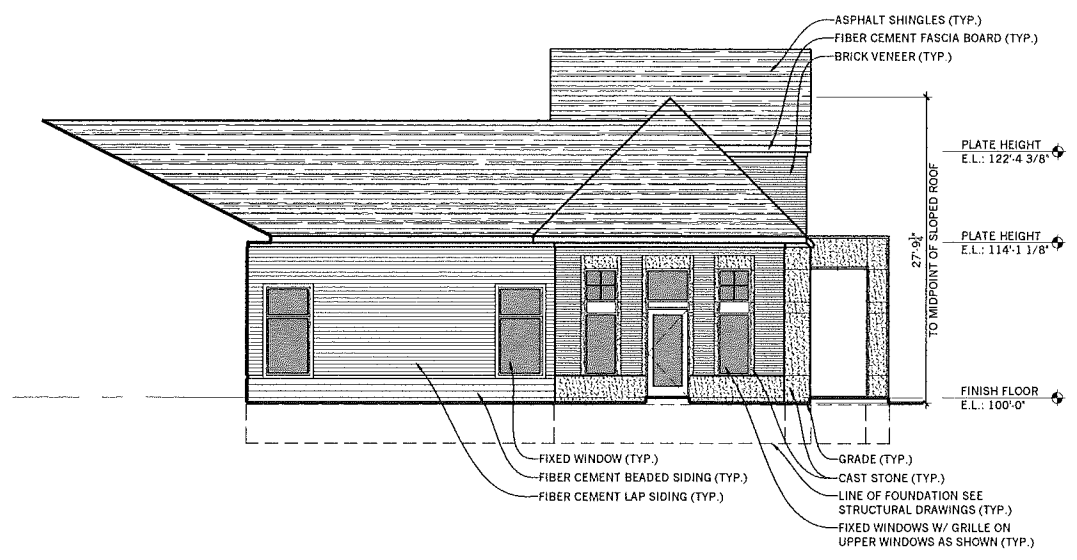 ASPHALT SHINGLES (TYP.)
FIBER CEMENT FASCIA BOARD (TYP.)
BRICK VENEER (TYP.)
PLATE HEIGHT
E.L.: 122'-4 3/8"
PLATE HEIGHT
E.L.: 114'-1 1/8"
27'-9¾"
TO MIDPOINT OF SLOPED ROOF
FINISH FLOOR
E.L.: 100'-0"
FIXED WINDOW (TYP.)
FIBER CEMENT BEADED SIDING (TYP.)
FIBER CEMENT LAP SIDING (TYP.)
GRADE (TYP.)
CAST STONE (TYP.)
LINE OF FOUNDATION SEE
STRUCTURAL DRAWINGS (TYP.)
FIXED WINDOWS W/ GRILLE ON
UPPER WINDOWS AS SHOWN (TYP.)